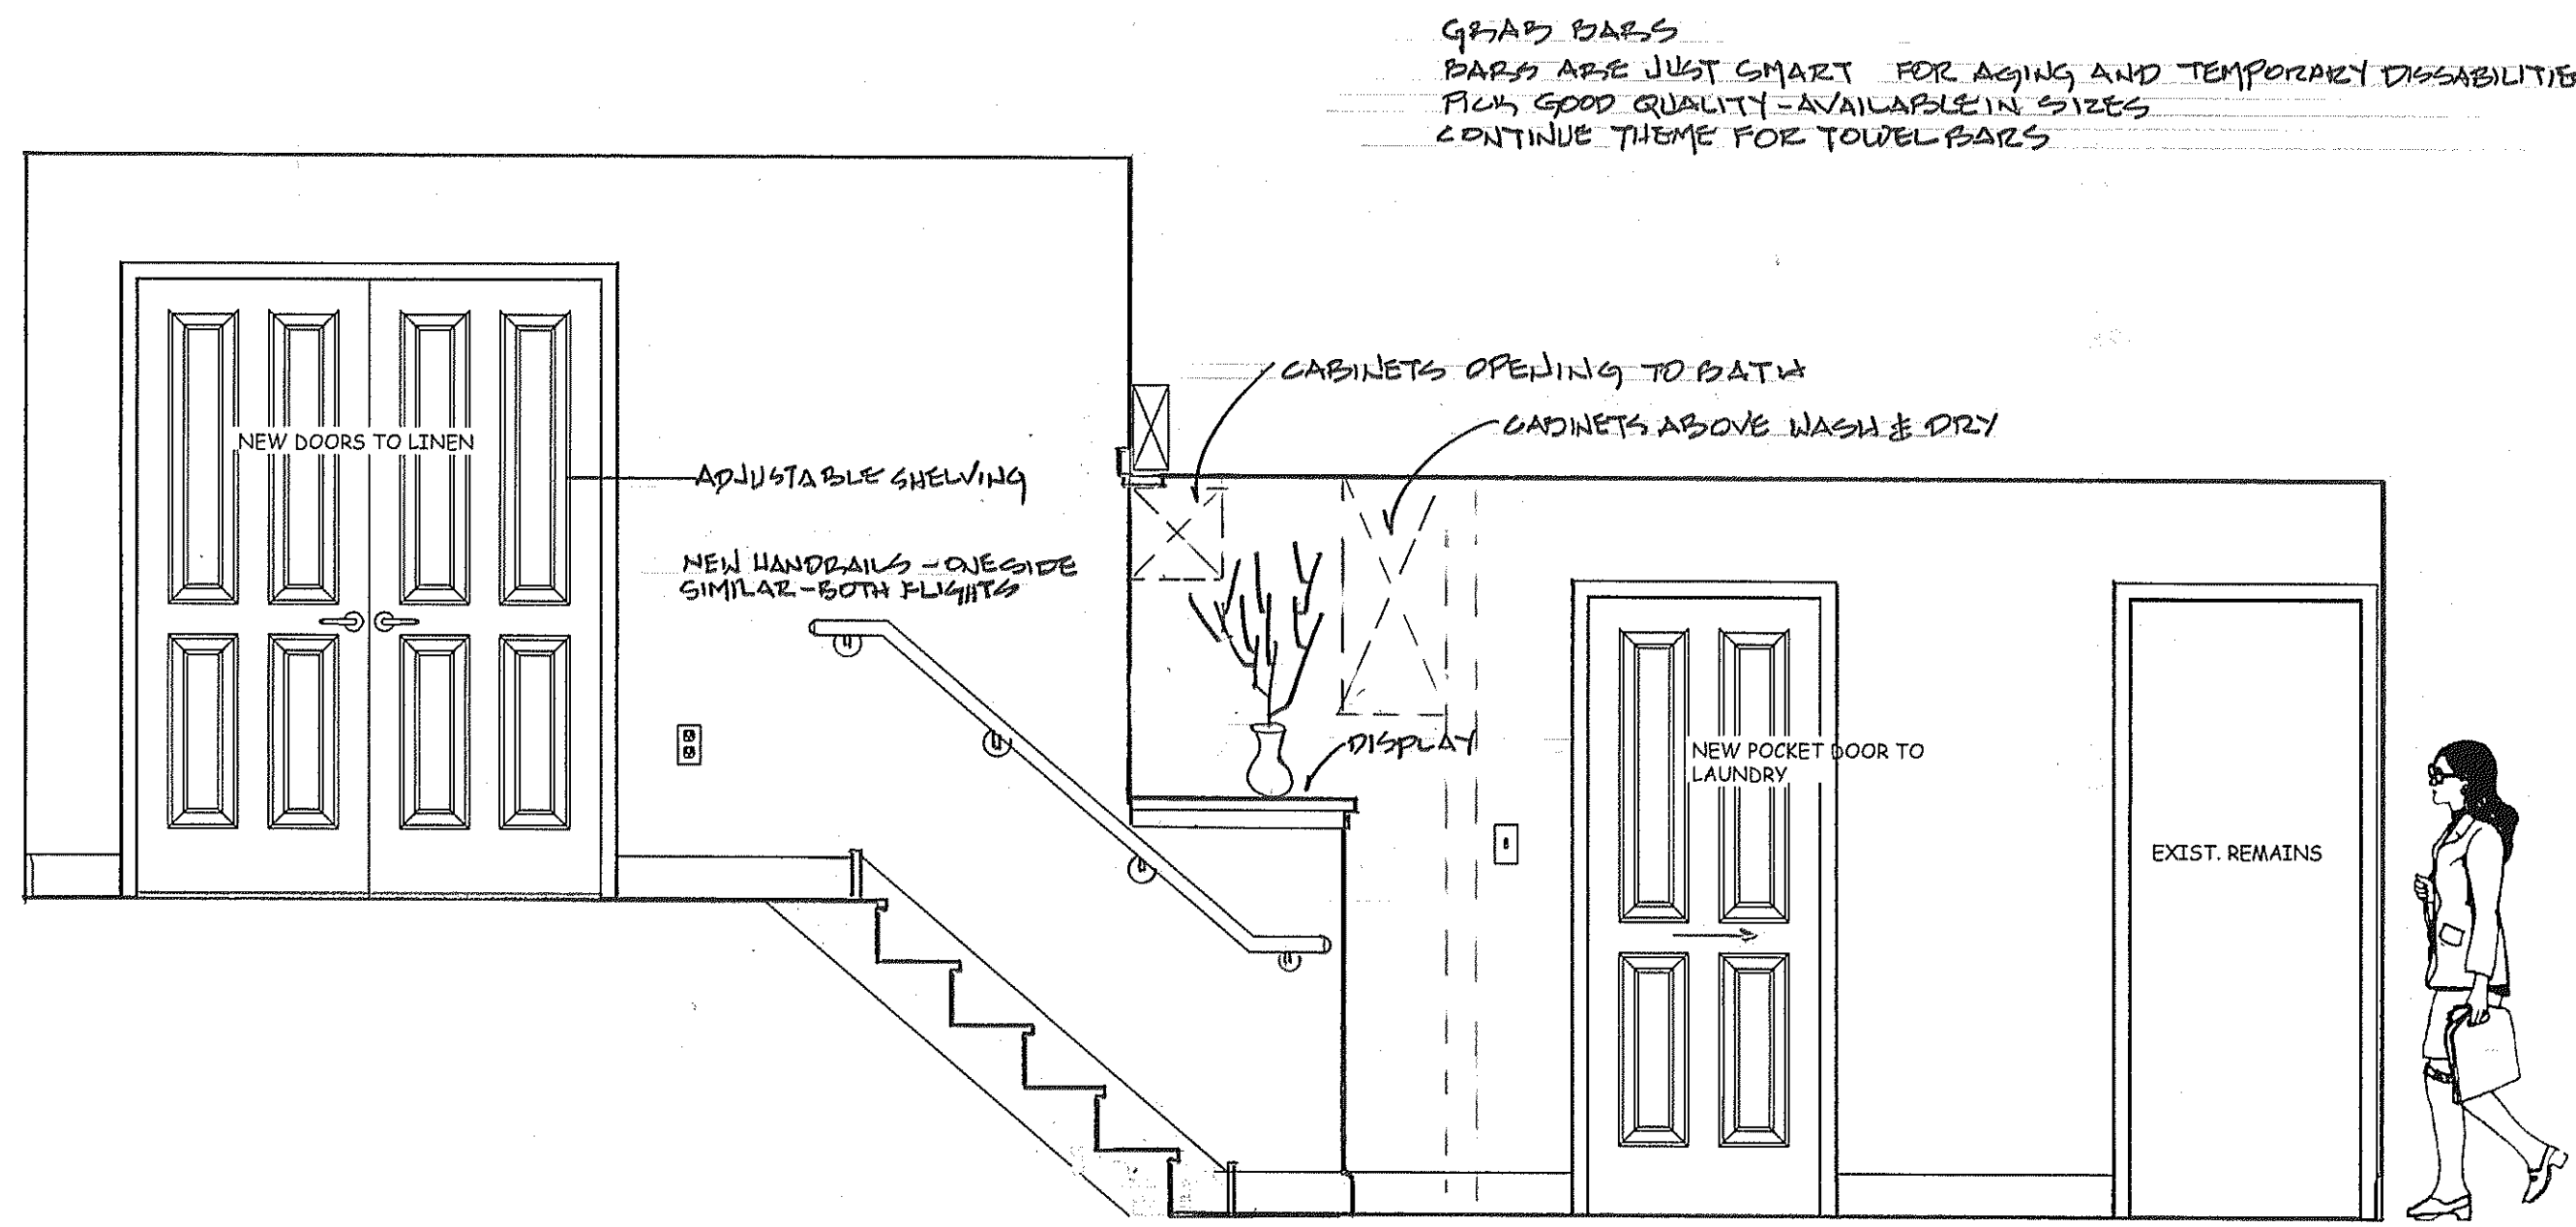 GRAB BARS
BARS ARE JUST SMART FOR AGING AND TEMPORARY DISSABILITIES
PICK GOOD QUALITY - AVAILABLE IN SIZES
CONTINUE THEME FOR TOWEL BARS
CABINETS OPENING TO BATH
CABINETS ABOVE WASH & DRY
NEW DOORS TO LINEN
ADJUSTABLE SHELVING
NEW HANDRAILS - ONE SIDE
SIMILAR - BOTH FLIGHTS
DISPLAY
NEW POCKET DOOR TO
LAUNDRY
EXIST. REMAINS